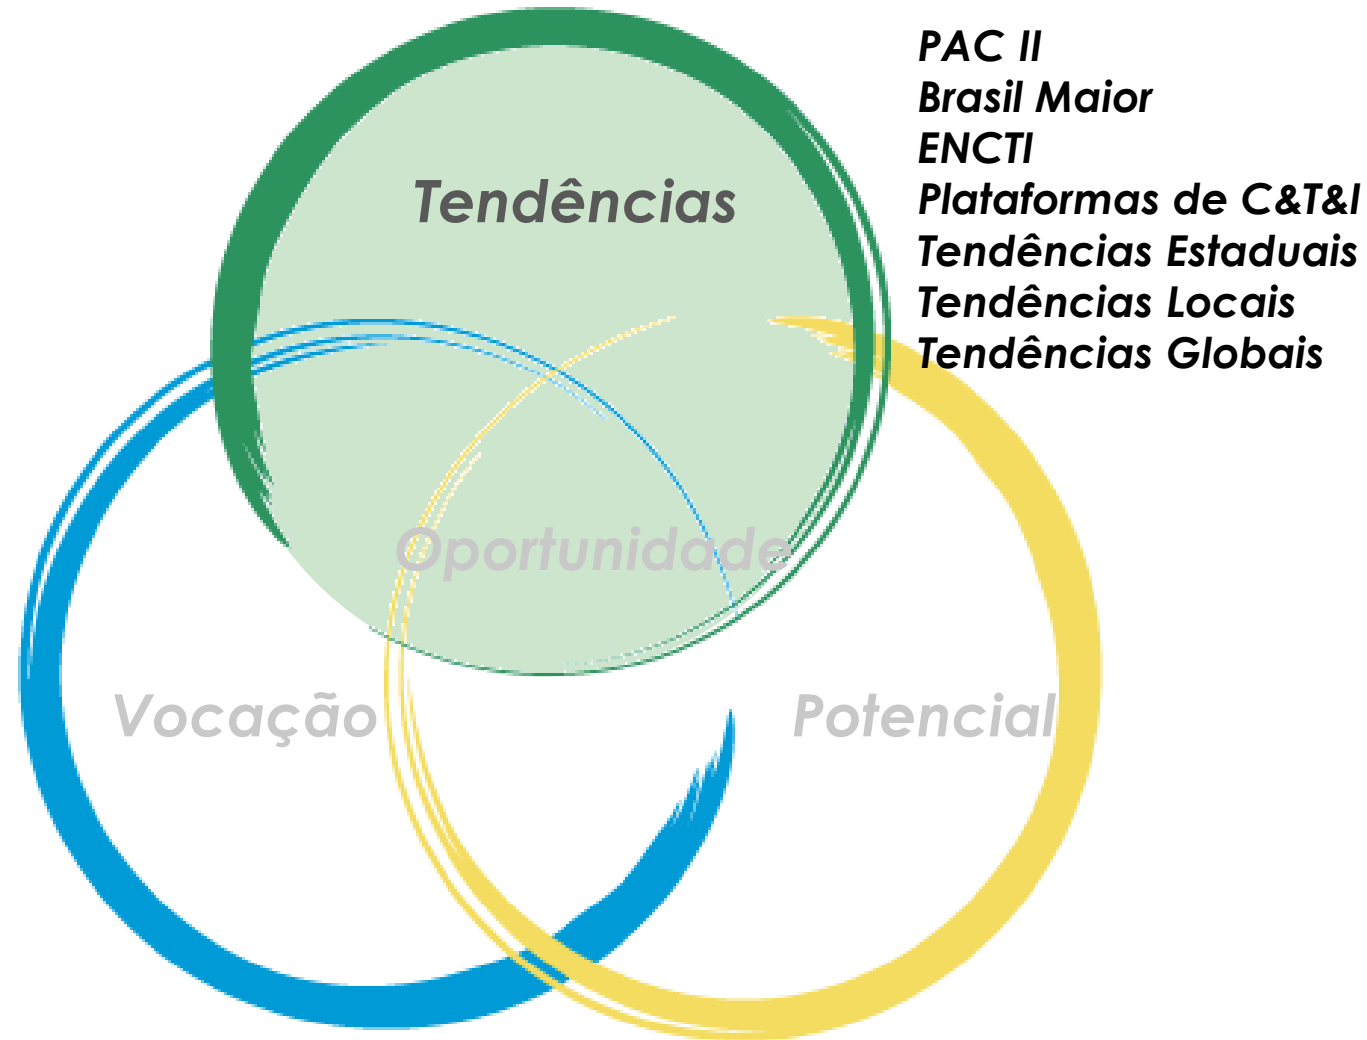 PAC II
Brasil Maior
ENCTI
Plataformas de C&T&I
Tendências
Tendências Estaduais
Tendências Locais
Tendências Globais
Oportunidade
Vocação
Potencial